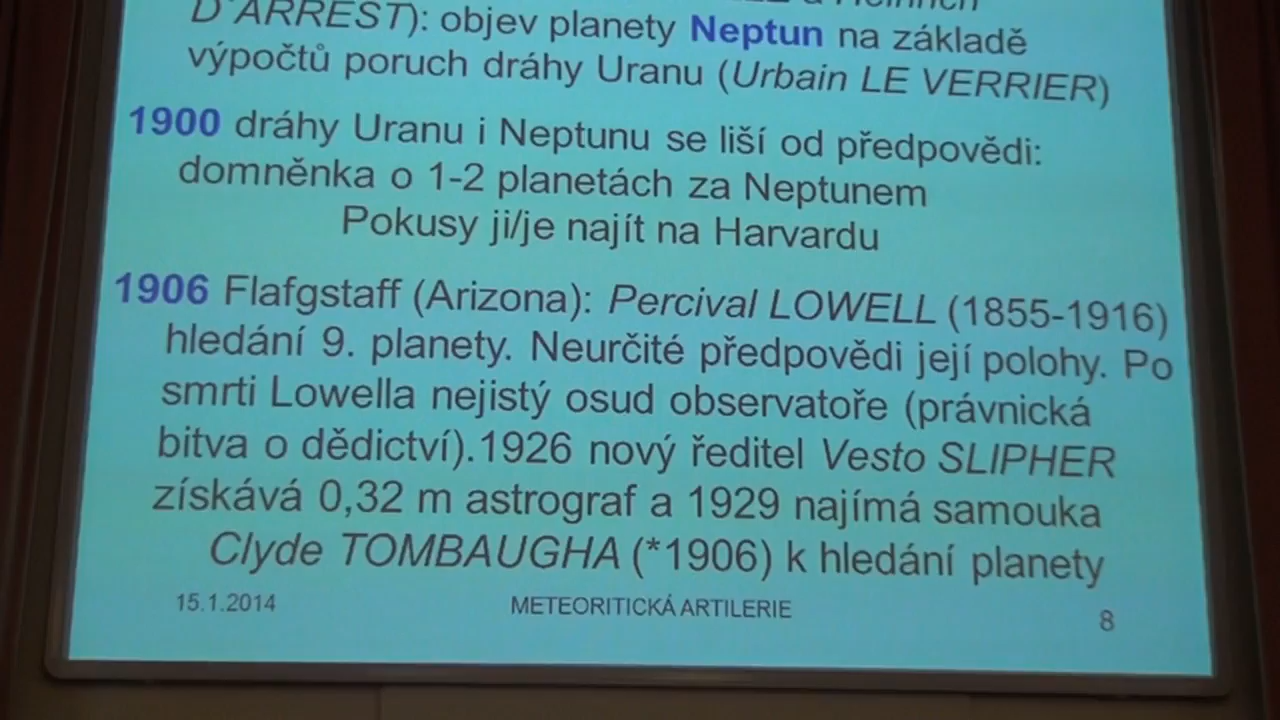 D´ARREST): objev planety Neptun na základě
výpočtů poruch dráhy Uranu (Urbain LE VERRIER)
1900 dráhy Uranu i Neptunu se liší od předpovědi:
domněnka o 1-2 planetách za Neptunem
Pokusy ji/je najít na Harvardu
1906 Flafgstaff (Arizona): Percival LOWELL (1855-1916)
hledání 9. planety. Neurčité předpovědi její polohy. Po
smrti Lowella nejistý osud observatoře (právnická
bitva o dědictví).1926 nový ředitel Vesto SLIPHER
získává 0,32 m astrograf a 1929 najímá samouka
Clyde TOMBAUGHA (*1906) k hledání planety
15.1.2014 METEORITICKÁ ARTILERIE 8